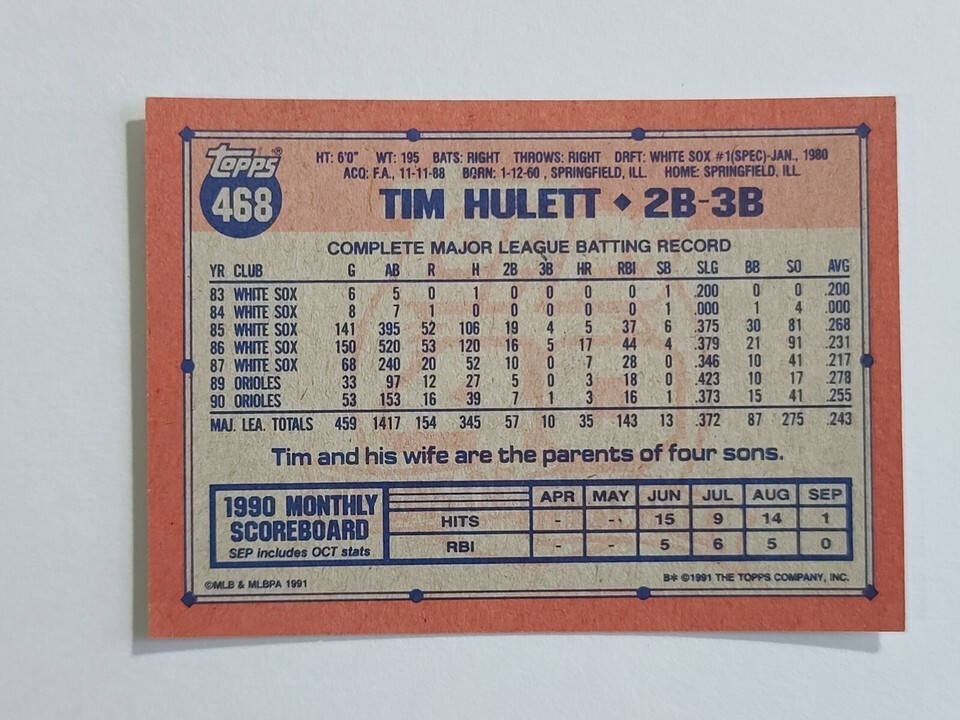 topps®
468
HT: 6'0" WT: 195 BATS: RIGHT THROWS: RIGHT DRFT: WHITE SOX #1(SPEC)-JAN., 1980
ACQ: F.A., 11-11-88 BORN: 1-12-60 , SPRINGFIELD, ILL. HOME: SPRINGFIELD, ILL.
TIM HULETT ◆ 2B-3B
COMPLETE MAJOR LEAGUE BATTING RECORD
YR CLUB G AB R H 2B 3B HR RBI SB SLG BB SO AVG
83 WHITE SOX 6 5 0 1 0 0 0 0 1 .200 0 0 .200
84 WHITE SOX 8 7 1 0 0 0 0 0 1 .000 1 4 .000
85 WHITE SOX 141 395 52 106 19 4 5 37 6 .375 30 81 .268
86 WHITE SOX 150 520 53 120 16 5 17 44 4 .379 21 91 .231
87 WHITE SOX 68 240 20 52 10 0 7 28 0 .346 10 41 .217
89 ORIOLES 33 97 12 27 5 0 3 18 0 .423 10 17 .278
90 ORIOLES 53 153 16 39 7 1 3 16 1 .373 15 41 .255
MAJ. LEA. TOTALS 459 1417 154 345 57 10 35 143 13 .372 87 275 .243
Tim and his wife are the parents of four sons.
1990 MONTHLY
SCOREBOARD
SEP includes OCT stats
APR MAY JUN JUL AUG SEP
HITS - - 15 9 14 1
RBI - - 5 6 5 0
©MLB & MLBPA 1991
B* ©1991 THE TOPPS COMPANY, INC.